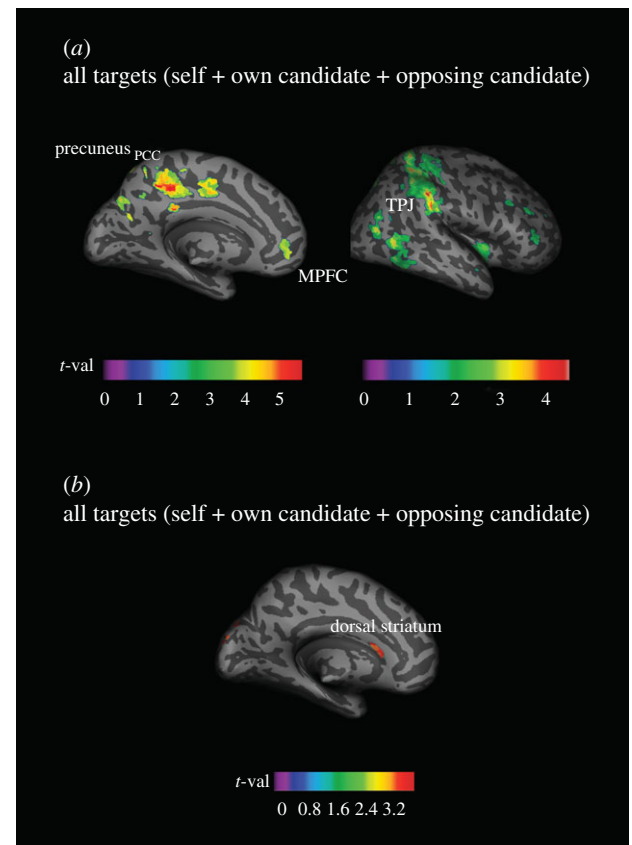 (a)
all targets (self + own candidate + opposing candidate)
precuneus PCC
TPJ
MPFC
t-val
0 1 2 3 4 5
0 1 2 3 4
(b)
all targets (self + own candidate + opposing candidate)
dorsal striatum
t-val
0 0.8 1.6 2.4 3.2